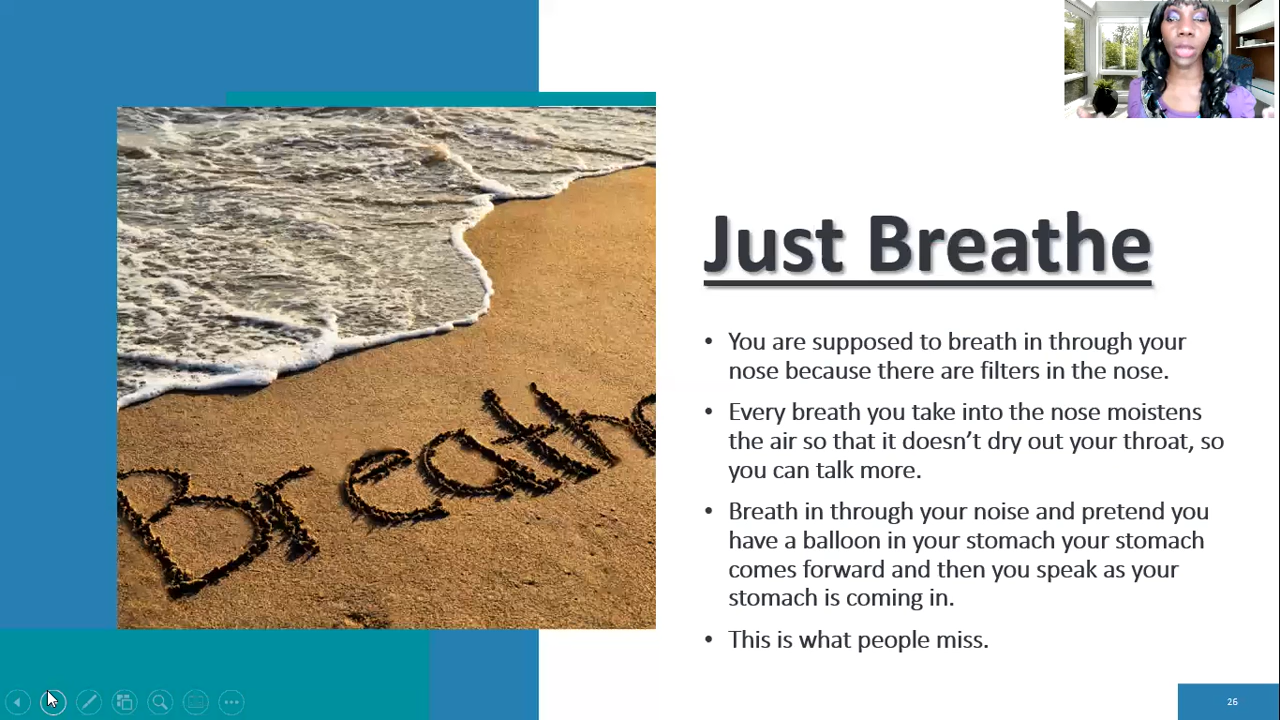 Just Breathe
• You are supposed to breath in through your
nose because there are filters in the nose.
• Every breath you take into the nose moistens
the air so that it doesn’t dry out your throat, so
you can talk more.
• Breath in through your noise and pretend you
have a balloon in your stomach your stomach
comes forward and then you speak as your
stomach is coming in.
• This is what people miss.
Breathe
26